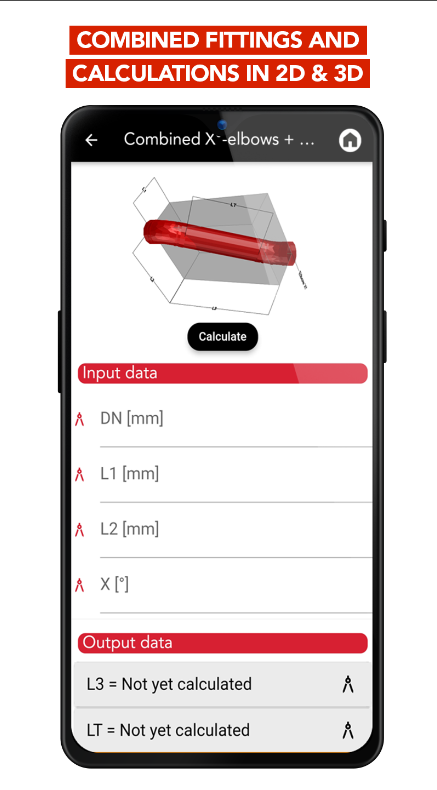 COMBINED FITTINGS AND
CALCULATIONS IN 2D & 3D
Combined X°-elbows + ...
LT
Calculate
Input data
DN [mm]
L1 [mm]
L2 [mm]
X [°]
Output data
L3 = Not yet calculated
LT = Not yet calculated